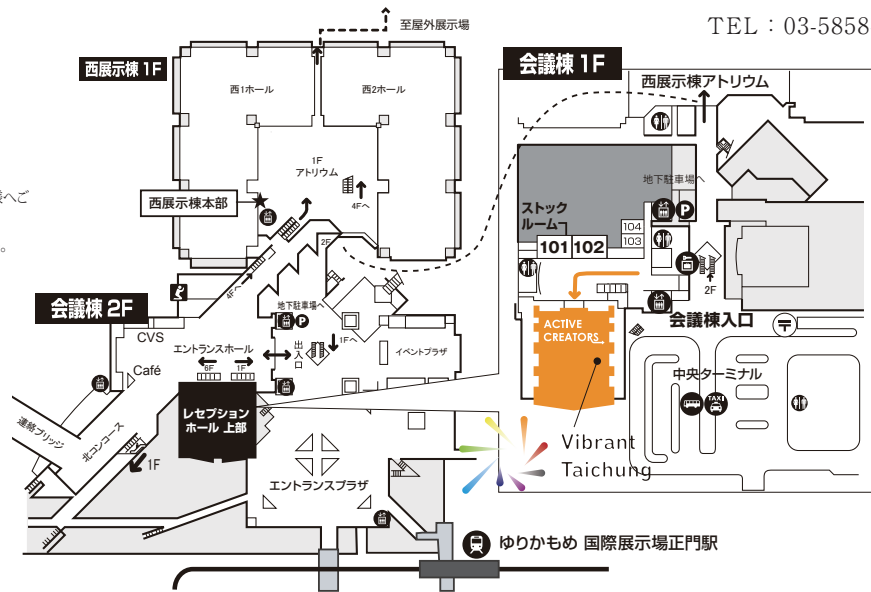 TEL：03-5858
至屋外展示場
西展示棟 1F
西1ホール
西2ホール
1F
アトリウム
4Fへ
西展示棟本部
2F
4Fへ
へご
。
会議棟 2F
地下駐車場へ
P
CVS
エントランスホール
6F
1F
出入口
1Fへ
イベントプラザ
Café
レセプション
ホール 上部
連絡ブリッジ
北コンコース
1F
エントランスプラザ
ゆりかもめ 国際展示場正門駅
会議棟 1F
西展示棟アトリウム
地下駐車場へ
P
ストック
ルーム
101
102
104
103
2F
会議棟入口
〒
ACTIVE
CREATORS
中央ターミナル
TAXI
Vibrant
Taichung